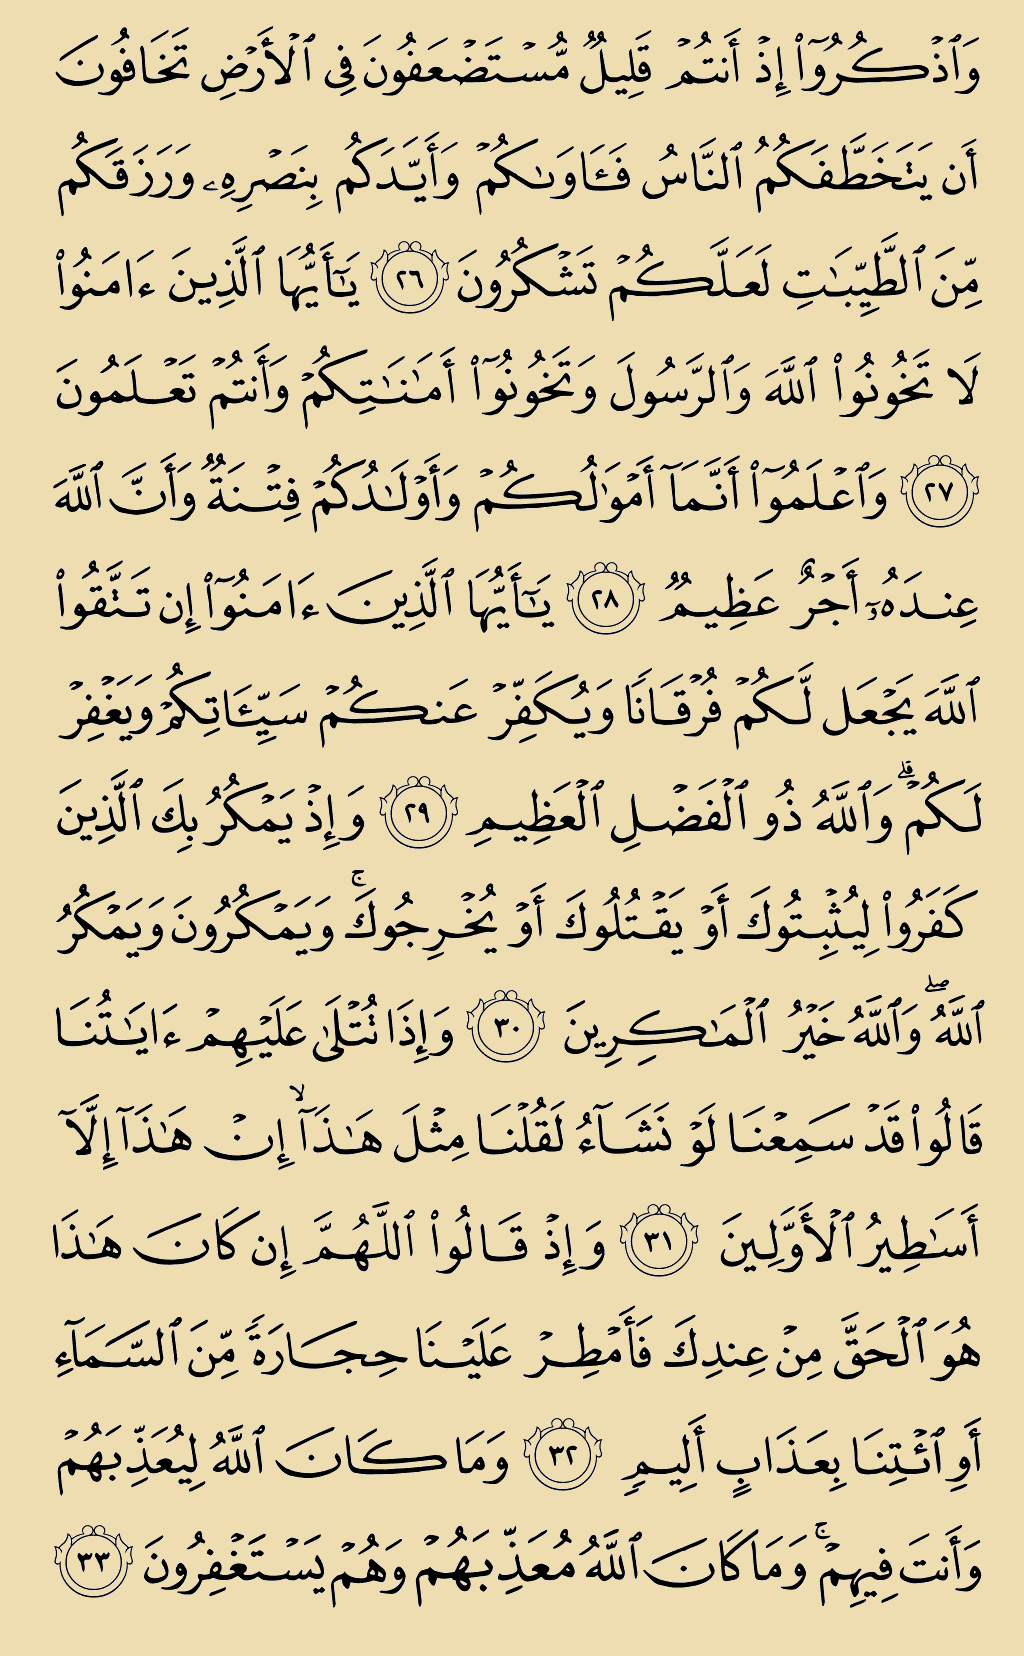 وَٱذۡكُرُوٓاْ إِذۡ أَنتُمۡ قَلِيلٞ مُّسۡتَضۡعَفُونَ فِي ٱلۡأَرۡضِ تَخَافُونَ
أَن يَتَخَطَّفَكُمُ ٱلنَّاسُ فَـَٔاوَىٰكُمۡ وَأَيَّدَكُم بِنَصۡرِهِۦ وَرَزَقَكُم
مِّنَ ٱلطَّيِّبَٰتِ لَعَلَّكُمۡ تَشۡكُرُونَ ٢٦ يَٰٓأَيُّهَا ٱلَّذِينَ ءَامَنُواْ
لَا تَخُونُواْ ٱللَّهَ وَٱلرَّسُولَ وَتَخُونُوٓاْ أَمَٰنَٰتِكُمۡ وَأَنتُمۡ تَعۡلَمُونَ
٢٧ وَٱعۡلَمُوٓاْ أَنَّمَآ أَمۡوَٰلُكُمۡ وَأَوۡلَٰدُكُمۡ فِتۡنَةٞ وَأَنَّ ٱللَّهَ
عِندَهُۥٓ أَجۡرٌ عَظِيمٞ ٢٨ يَٰٓأَيُّهَا ٱلَّذِينَ ءَامَنُوٓاْ إِن تَتَّقُواْ
ٱللَّهَ يَجۡعَل لَّكُمۡ فُرۡقَانٗا وَيُكَفِّرۡ عَنكُمۡ سَيِّـَٔاتِكُمۡ وَيَغۡفِرۡ
لَكُمۡۗ وَٱللَّهُ ذُو ٱلۡفَضۡلِ ٱلۡعَظِيمِ ٢٩ وَإِذۡ يَمۡكُرُ بِكَ ٱلَّذِينَ
كَفَرُواْ لِيُثۡبِتُوكَ أَوۡ يَقۡتُلُوكَ أَوۡ يُخۡرِجُوكَۚ وَيَمۡكُرُونَ وَيَمۡكُرُ
ٱللَّهُۖ وَٱللَّهُ خَيۡرُ ٱلۡمَٰكِرِينَ ٣٠ وَإِذَا تُتۡلَىٰ عَلَيۡهِمۡ ءَايَٰتُنَا
قَالُواْ قَدۡ سَمِعۡنَا لَوۡ نَشَآءُ لَقُلۡنَا مِثۡلَ هَٰذَآۙ إِنۡ هَٰذَآ إِلَّآ
أَسَٰطِيرُ ٱلۡأَوَّلِينَ ٣١ وَإِذۡ قَالُواْ ٱللَّهُمَّ إِن كَانَ هَٰذَا
هُوَ ٱلۡحَقَّ مِنۡ عِندِكَ فَأَمۡطِرۡ عَلَيۡنَا حِجَارَةٗ مِّنَ ٱلسَّمَآءِ
أَوِ ٱئۡتِنَا بِعَذَابٍ أَلِيمٖ ٣٢ وَمَا كَانَ ٱللَّهُ لِيُعَذِّبَهُمۡ
وَأَنتَ فِيهِمۡۚ وَمَا كَانَ ٱللَّهُ مُعَذِّبَهُمۡ وَهُمۡ يَسۡتَغۡفِرُونَ ٣٣